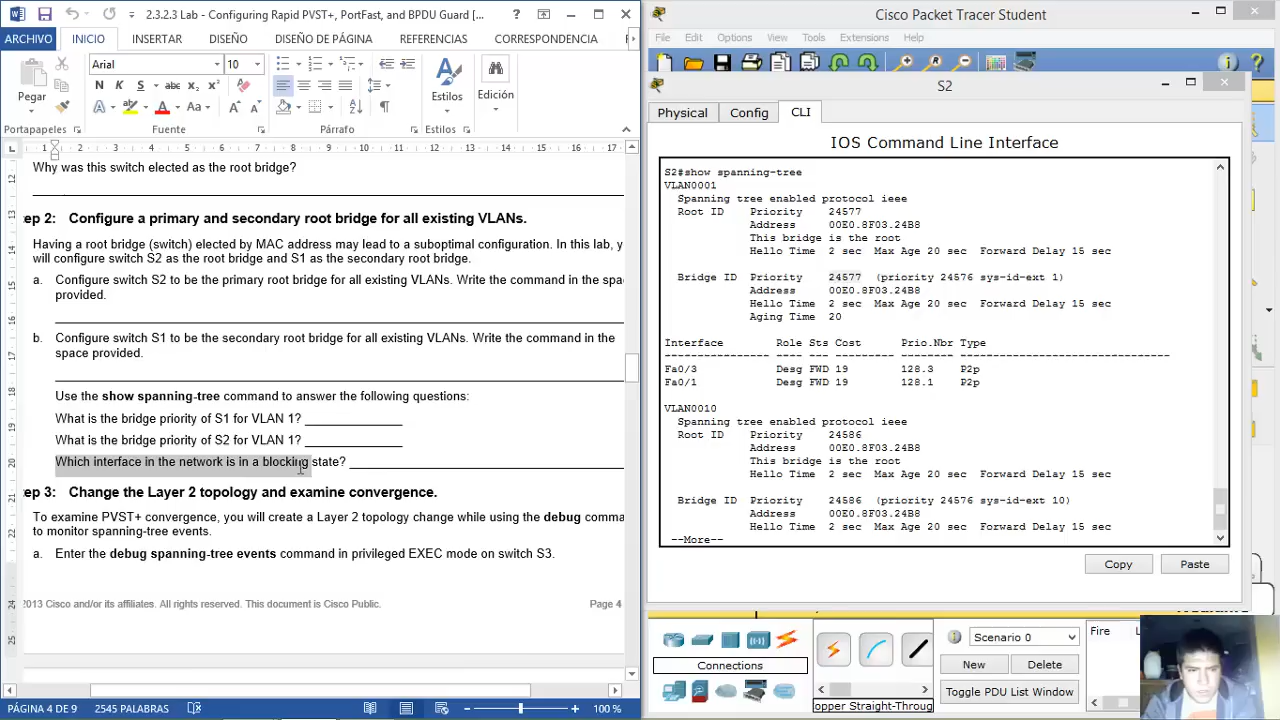 2.3.2.3 Lab - Configuring Rapid PVST+, PortFast, and BPDU Guard [...
ARCHIVO INICIO INSERTAR DISEÑO DISEÑO DE PÁGINA REFERENCIAS CORRESPONDENCIA
Arial 10
Pegar
N K S abc x₂ x²
Aa A A
Estilos
Edición
Portapapeles Fuente Párrafo Estilos
1 2 3 4 5 6 7 8 9 10 11 12 13 14 15 16 17
Why was this switch elected as the root bridge?
ep 2: Configure a primary and secondary root bridge for all existing VLANs.
Having a root bridge (switch) elected by MAC address may lead to a suboptimal configuration. In this lab, y
will configure switch S2 as the root bridge and S1 as the secondary root bridge.
a. Configure switch S2 to be the primary root bridge for all existing VLANs. Write the command in the spac
provided.
b. Configure switch S1 to be the secondary root bridge for all existing VLANs. Write the command in the
space provided.
Use the show spanning-tree command to answer the following questions:
What is the bridge priority of S1 for VLAN 1?
What is the bridge priority of S2 for VLAN 1?
Which interface in the network is in a blocking state?
ep 3: Change the Layer 2 topology and examine convergence.
To examine PVST+ convergence, you will create a Layer 2 topology change while using the debug comma
to monitor spanning-tree events.
a. Enter the debug spanning-tree events command in privileged EXEC mode on switch S3.
2013 Cisco and/or its affiliates. All rights reserved. This document is Cisco Public. Page 4
PÁGINA 4 DE 9 2545 PALABRAS 100 %
Cisco Packet Tracer Student
File Edit Options View Tools Extensions Help
S2
Physical Config CLI
IOS Command Line Interface
S2#show spanning-tree
VLAN0001
Spanning tree enabled protocol ieee
Root ID Priority 24577
Address 00E0.8F03.24B8
This bridge is the root
Hello Time 2 sec Max Age 20 sec Forward Delay 15 sec
Bridge ID Priority 24577 (priority 24576 sys-id-ext 1)
Address 00E0.8F03.24B8
Hello Time 2 sec Max Age 20 sec Forward Delay 15 sec
Aging Time 20
Interface Role Sts Cost Prio.Nbr Type
---------------- ---- --- --------- -------- --------------------------------
Fa0/3 Desg FWD 19 128.3 P2p
Fa0/1 Desg FWD 19 128.1 P2p
VLAN0010
Spanning tree enabled protocol ieee
Root ID Priority 24586
Address 00E0.8F03.24B8
This bridge is the root
Hello Time 2 sec Max Age 20 sec Forward Delay 15 sec
Bridge ID Priority 24586 (priority 24576 sys-id-ext 10)
Address 00E0.8F03.24B8
Hello Time 2 sec Max Age 20 sec Forward Delay 15 sec
--More--
Copy Paste
Connections
opper Straight-Throug
Scenario 0
New Delete
Toggle PDU List Window
Fire